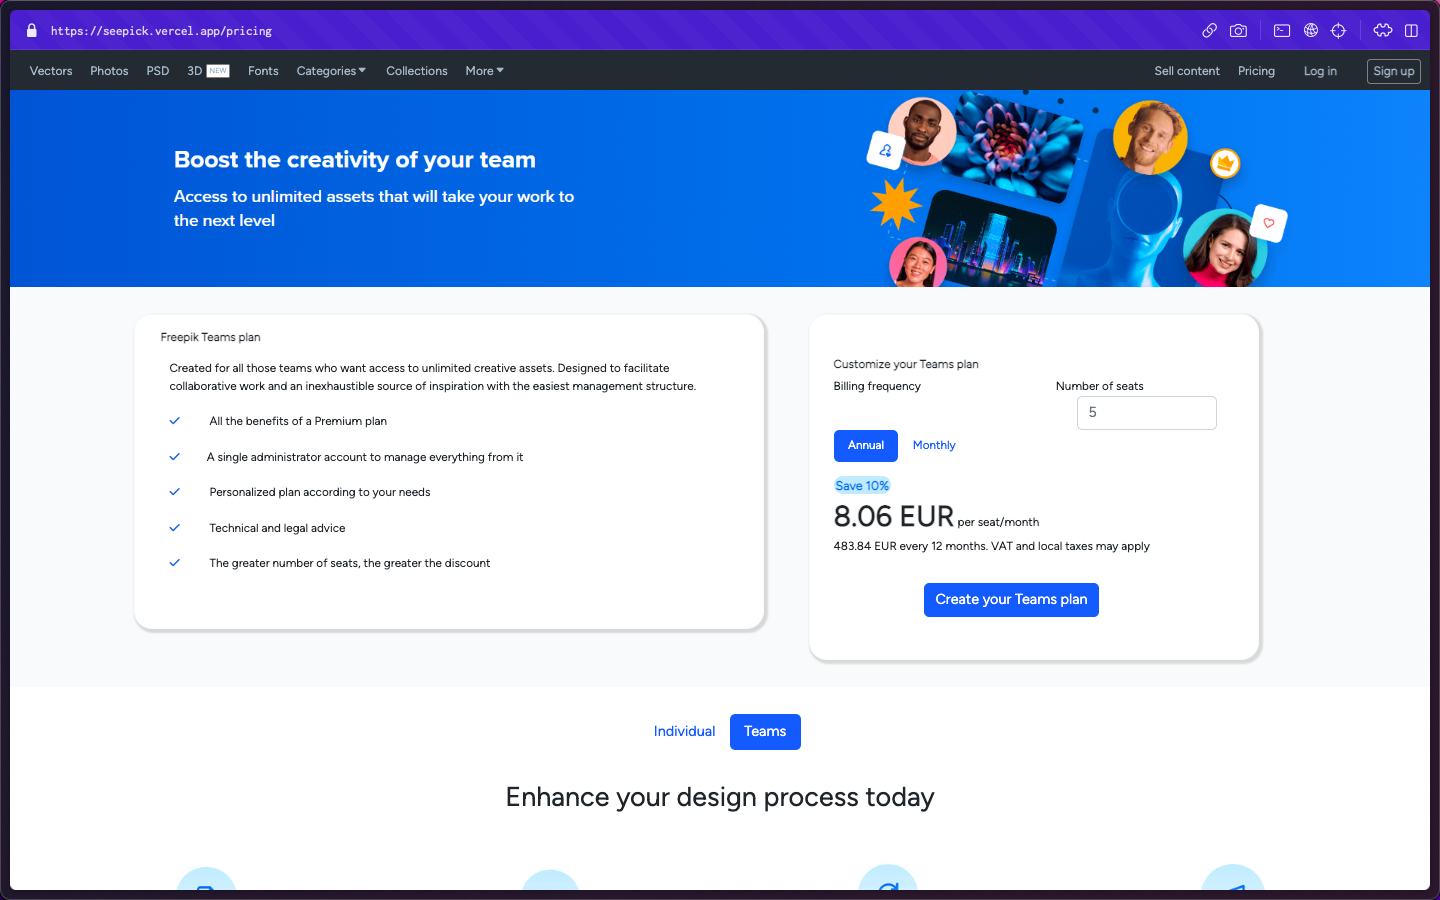 https://seepick.vercel.app/pricing
Vectors Photos PSD 3D NEW Fonts Categories Collections More Sell content Pricing Log in Sign up
Boost the creativity of your team
Access to unlimited assets that will take your work to
the next level
Freepik Teams plan
Created for all those teams who want access to unlimited creative assets. Designed to facilitate
collaborative work and an inexhaustible source of inspiration with the easiest management structure.
All the benefits of a Premium plan
A single administrator account to manage everything from it
Personalized plan according to your needs
Technical and legal advice
The greater number of seats, the greater the discount
Customize your Teams plan
Billing frequency Number of seats
5
Annual Monthly
Save 10%
8.06 EUR per seat/month
483.84 EUR every 12 months. VAT and local taxes may apply
Create your Teams plan
Individual Teams
Enhance your design process today